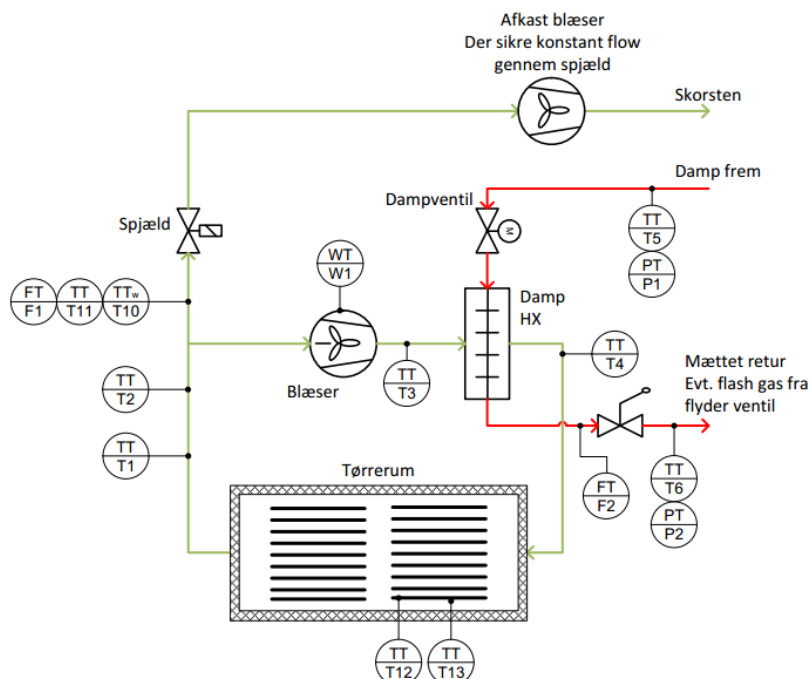 Afkast blæser
Der sikre konstant flow
gennem spjæld
Skorsten
Damp frem
Dampventil
TT
T5
PT
P1
M
Spjæld
WT
W1
FT
F1
TT
T11
TTw
T10
Damp
HX
Blæser
TT
T3
TT
T4
TT
T2
Mættet retur
Evt. flash gas fra
flyder ventil
TT
T1
Tørrerum
FT
F2
TT
T6
PT
P2
TT
T12
TT
T13